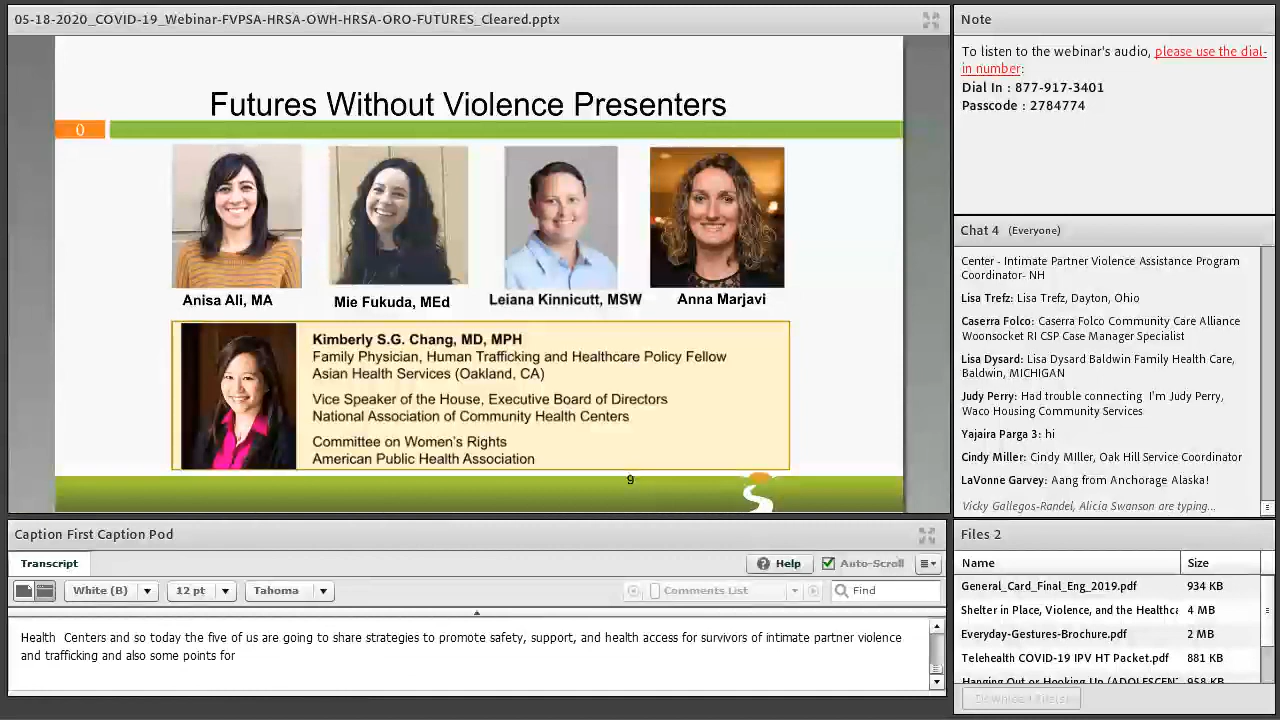 05-18-2020_COVID-19_Webinar-FVPSA-HRSA-OWH-HRSA-ORO-FUTURES_Cleared.pptx
Futures Without Violence Presenters
0
Anisa Ali, MA
Mie Fukuda, MEd
Leiana Kinnicutt, MSW
Anna Marjavi
Kimberly S.G. Chang, MD, MPH
Family Physician, Human Trafficking and Healthcare Policy Fellow
Asian Health Services (Oakland, CA)
Vice Speaker of the House, Executive Board of Directors
National Association of Community Health Centers
Committee on Women's Rights
American Public Health Association
9
Note
To listen to the webinar's audio, please use the dial-
in number:
Dial In : 877-917-3401
Passcode : 2784774
Chat 4 (Everyone)
Center - Intimate Partner Violence Assistance Program
Coordinator- NH
Lisa Trefz: Lisa Trefz, Dayton, Ohio
Caserra Folco: Caserra Folco Community Care Alliance
Woonsocket RI CSP Case Manager Specialist
Lisa Dysard: Lisa Dysard Baldwin Family Health Care,
Baldwin, MICHIGAN
Judy Perry: Had trouble connecting I'm Judy Perry,
Waco Housing Community Services
Yajaira Parga 3: hi
Cindy Miller: Cindy MIller, Oak Hill Service Coordinator
LaVonne Garvey: Aang from Anchorage Alaska!
Vicky Gallegos-Randel, Alicia Swanson are typing...
Caption First Caption Pod
Transcript
Help
Auto-Scroll
White (B)
12 pt
Tahoma
Comments List
Find
Health Centers and so today the five of us are going to share strategies to promote safety, support, and health access for survivors of intimate partner violence
and trafficking and also some points for
Files 2
Name Size
General_Card_Final_Eng_2019.pdf 934 KB
Shelter in Place, Violence, and the Healthca 4 MB
Everyday-Gestures-Brochure.pdf 2 MB
Telehealth COVID-19 IPV HT Packet.pdf 881 KB
Hanging Out or Hooking Up (ADOLESCENT 958 KB
Download File(s)